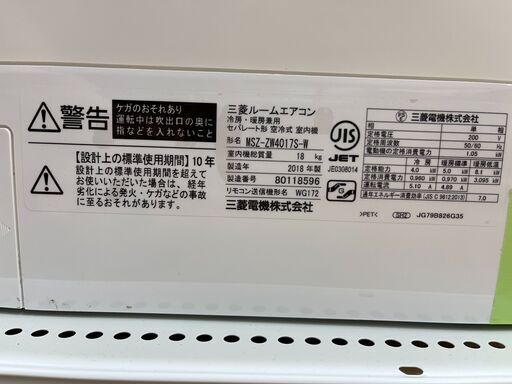 警告
ケガのおそれあり
運転中は吹出口の奥に
指などを入れないこと。
【設計上の標準使用期間】10年
設計上の標準使用期間を超えて
お使いいただいた場合は、経年
劣化による発火・ケガなどの事故
に至るおそれがあります。
三菱ルームエアコン
冷房・暖房兼用
セパレート形 空冷式 室内機
形名 MSZ-ZW4017S-W
室内機総質量 18 kg
製造年 2018年
製造番号 80118596
リモコン送信機形名 WG172
三菱電機株式会社
JIS
JET
JE0308014
PS
E
三菱電機株式会社
相 単 相
定格電圧 200 V
定格周波数 50/60 Hz
電動機の定格消費電力 1.05 kW
冷房 暖房標準 暖房低温
定格能力 4.0 5.0 8.1 kW
定格消費電力 0.960 0.970 3.095 kW
運転電流 5.10 4.89 A
通年エネルギー消費効率(JIS C 9612:2013) 7.0
>PET<
SHZ
JG79B826G35